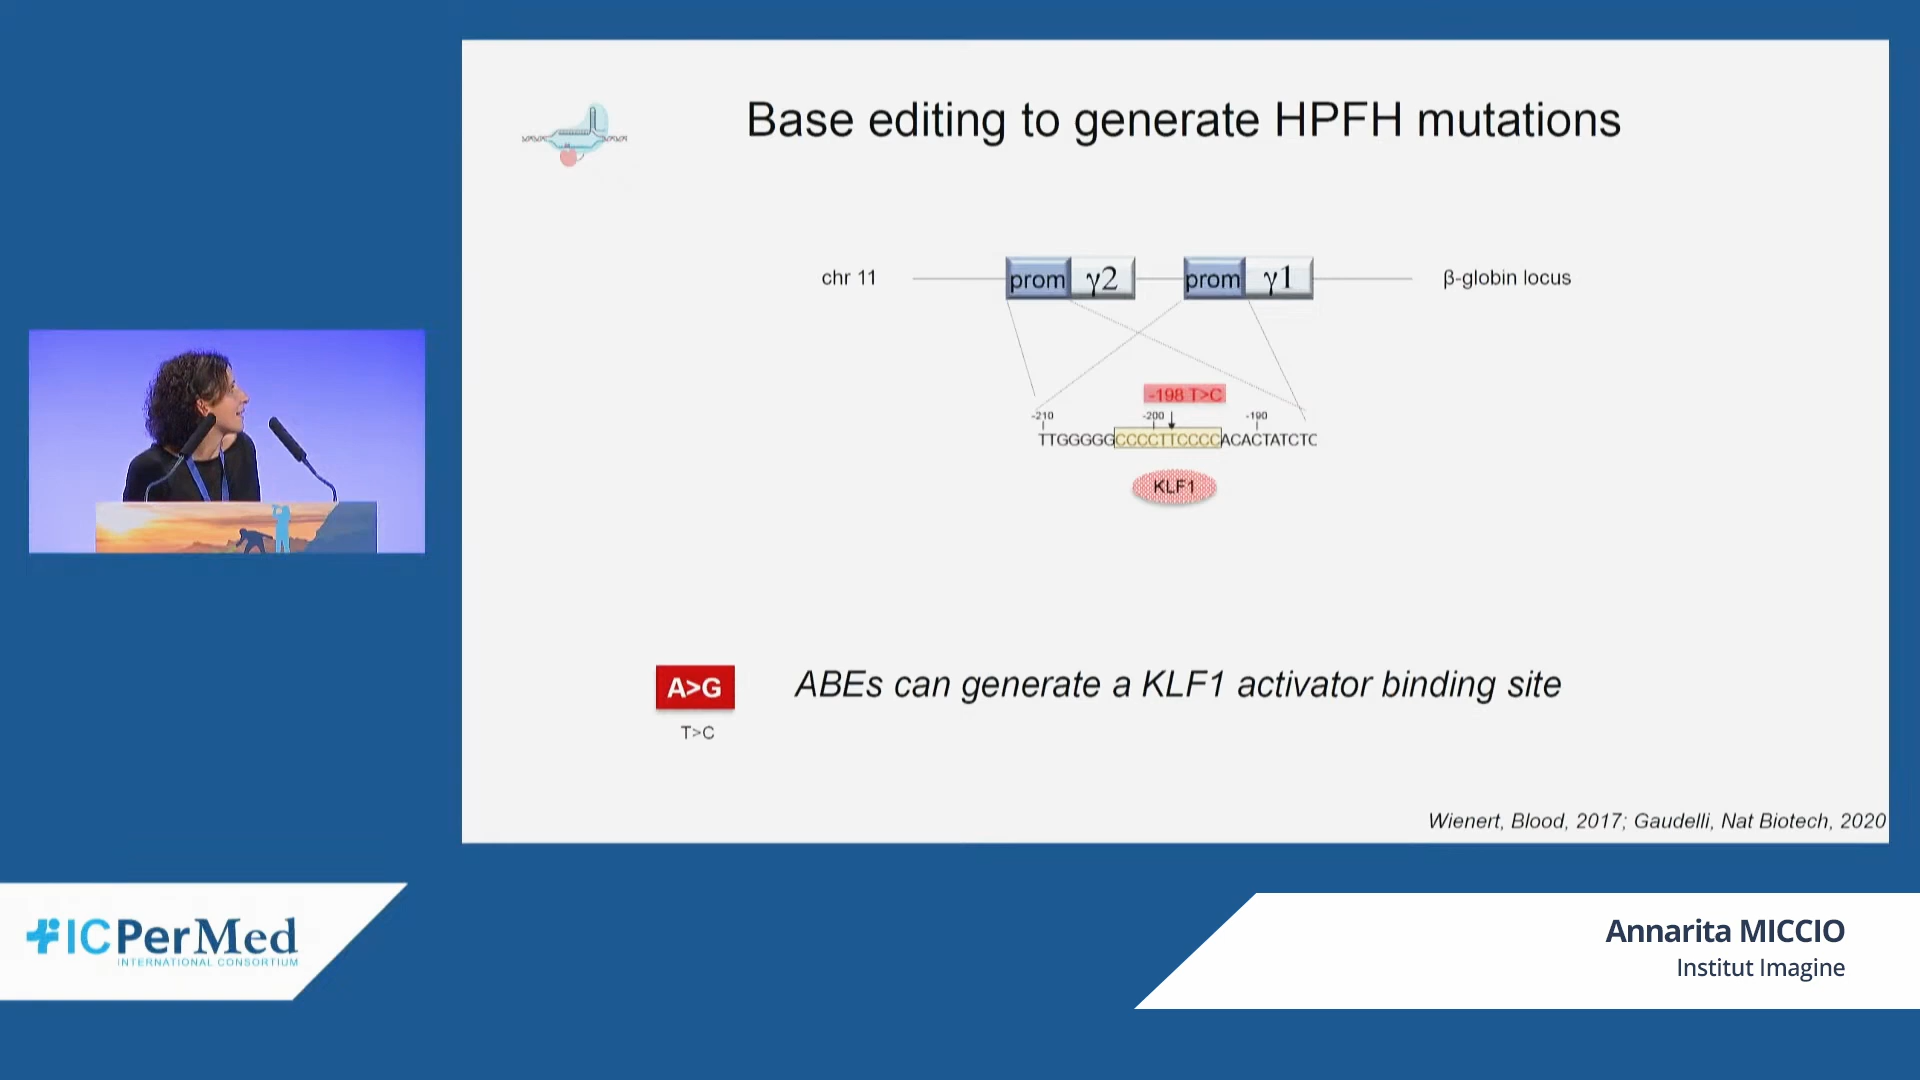 Base editing to generate HPFH mutations
chr 11
prom γ2
prom γ1
β-globin locus
-198 T>C
-210 -200 -190
TTGGGGGCCCCTTCCCCACACTATCTC
KLF1
A>G
ABEs can generate a KLF1 activator binding site
T>C
Wienert, Blood, 2017; Gaudelli, Nat Biotech, 2020
ICPerMed
INTERNATIONAL CONSORTIUM
Annarita MICCIO
Institut Imagine